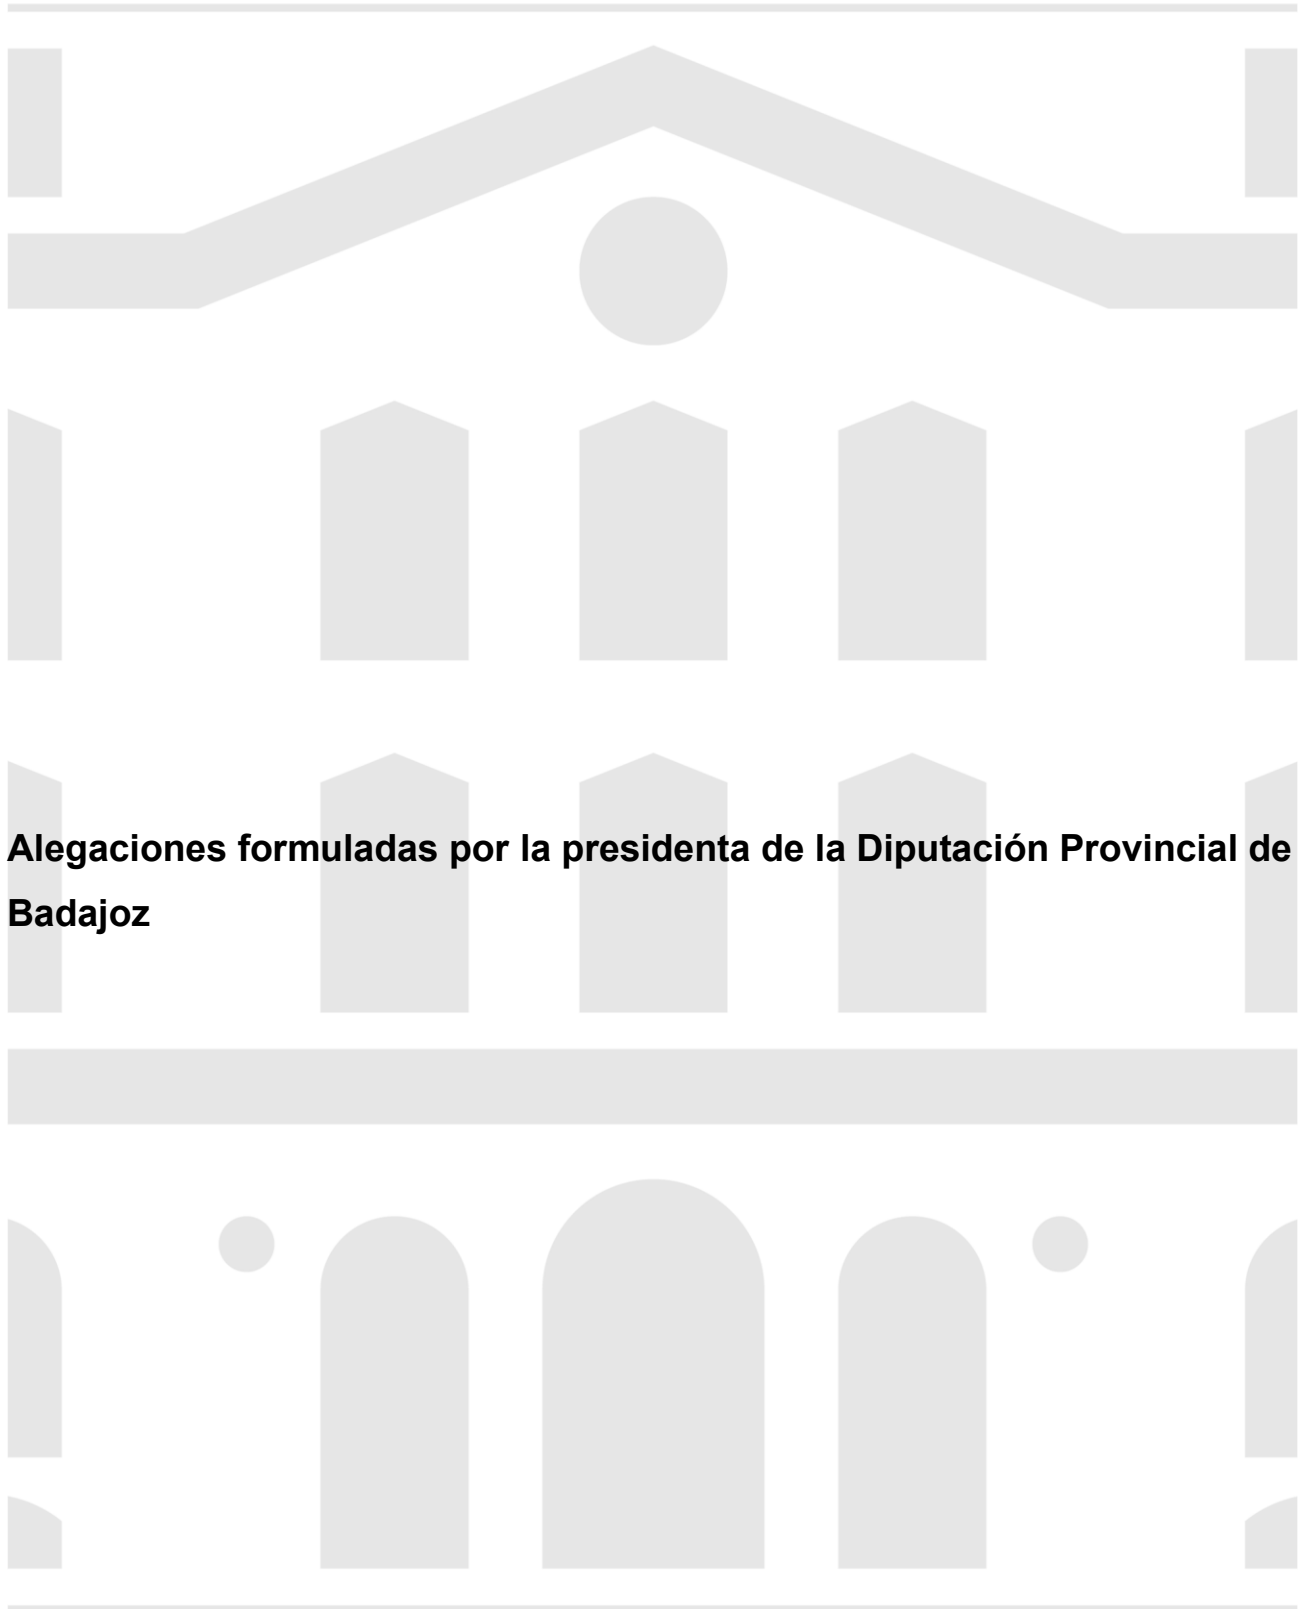 Alegaciones formuladas por la presidenta de la Diputación Provincial de
Badajoz